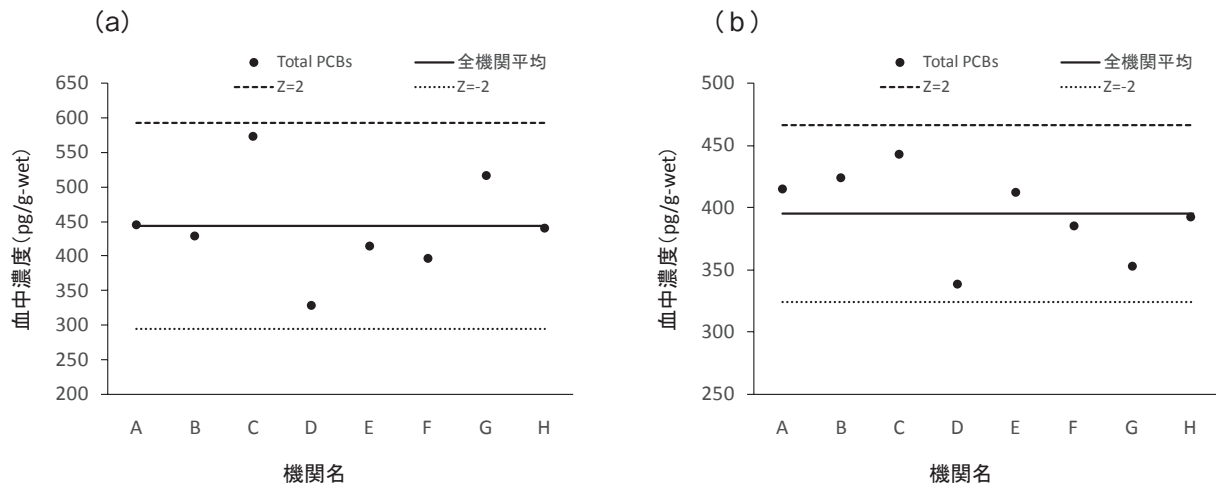 (a)
Total PCBs
全機関平均
Z=2
Z=-2
650
600
550
500
450
400
350
300
250
200
血中濃度(pg/g-wet)
A B C D E F G H
機関名
(b)
Total PCBs
全機関平均
Z=2
Z=-2
500
450
400
350
300
250
血中濃度(pg/g-wet)
A B C D E F G H
機関名